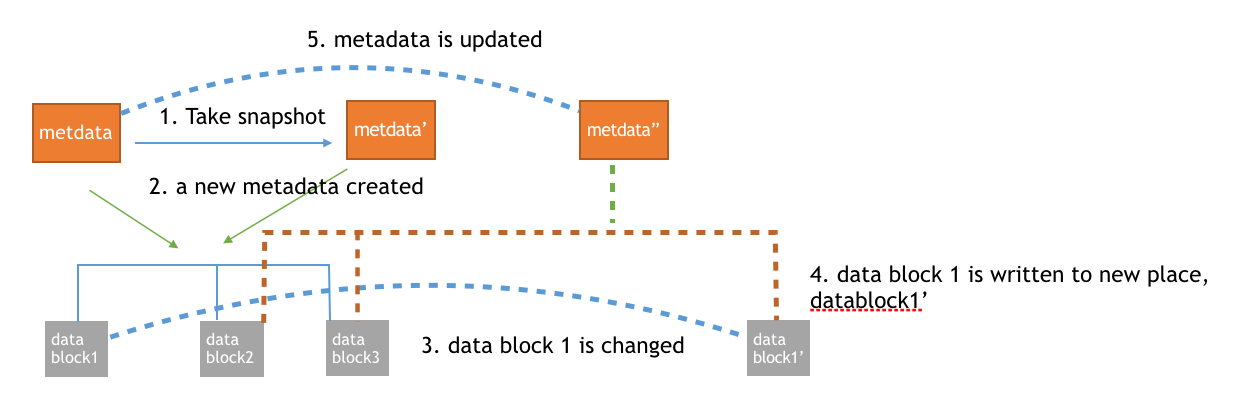 5. metadata is updated
metdata
1. Take snapshot
metdata’
metdata”
2. a new metadata created
4. data block 1 is written to new place,
datablock1’
data
block1
data
block2
data
block3
3. data block 1 is changed
data
block1’